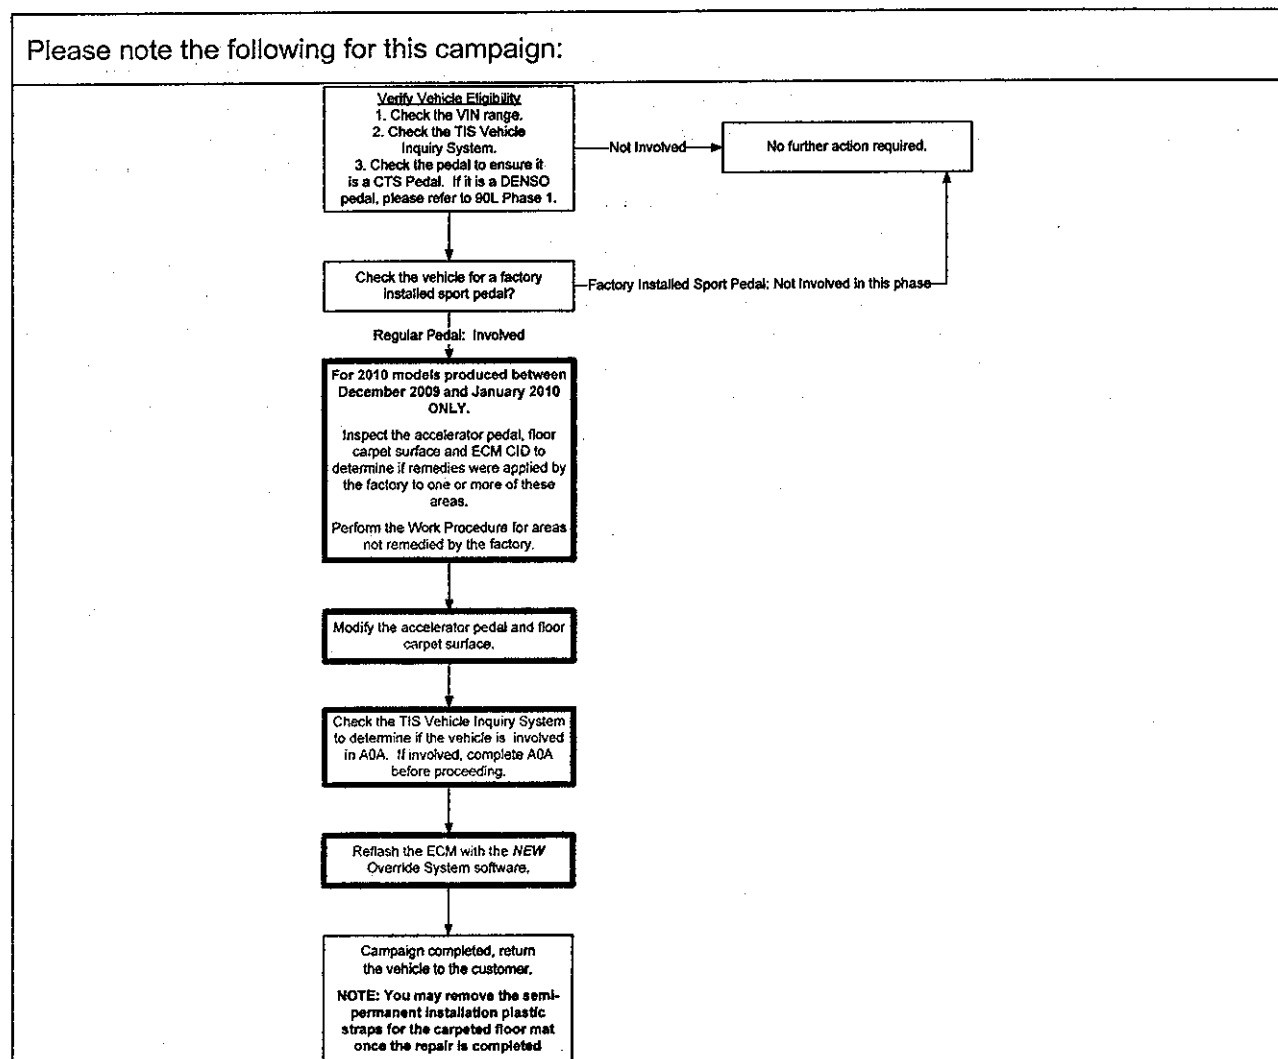 Please note the following for this campaign:
Verify Vehicle Eligibility
1. Check the VIN range.
2. Check the TIS Vehicle
Inquiry System.
3. Check the pedal to ensure it
is a CTS Pedal. If it is a DENSO
pedal, please refer to 90L Phase 1.
Not Involved
No further action required.
Check the vehicle for a factory
installed sport pedal?
Factory Installed Sport Pedal: Not Involved in this phase
Regular Pedal: Involved
For 2010 models produced between
December 2009 and January 2010
ONLY.
Inspect the accelerator pedal, floor
carpet surface and ECM CID to
determine if remedies were applied by
the factory to one or more of these
areas.
Perform the Work Procedure for areas
not remedied by the factory.
Modify the accelerator pedal and floor
carpet surface.
Check the TIS Vehicle Inquiry System
to determine if the vehicle is involved
in A0A. If involved, complete A0A
before proceeding.
Reflash the ECM with the NEW
Override System software.
Campaign completed, return
the vehicle to the customer.
NOTE: You may remove the semi-
permanent installation plastic
straps for the carpeted floor mat
once the repair is completed